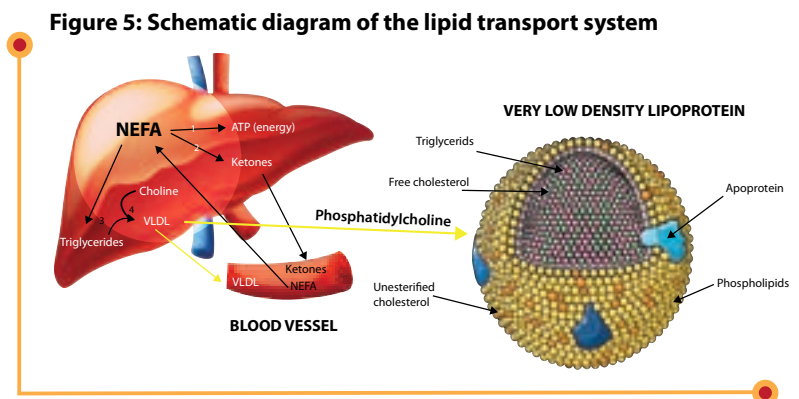 Figure 5: Schematic diagram of the lipid transport system
NEFA
1
ATP (energy)
2
Ketones
Choline
3
4
VLDL
Triglycerides
Phosphatidylcholine
Ketones
VLDL
NEFA
BLOOD VESSEL
VERY LOW DENSITY LIPOPROTEIN
Triglycerids
Free cholesterol
Apoprotein
Unesterified
cholesterol
Phospholipids